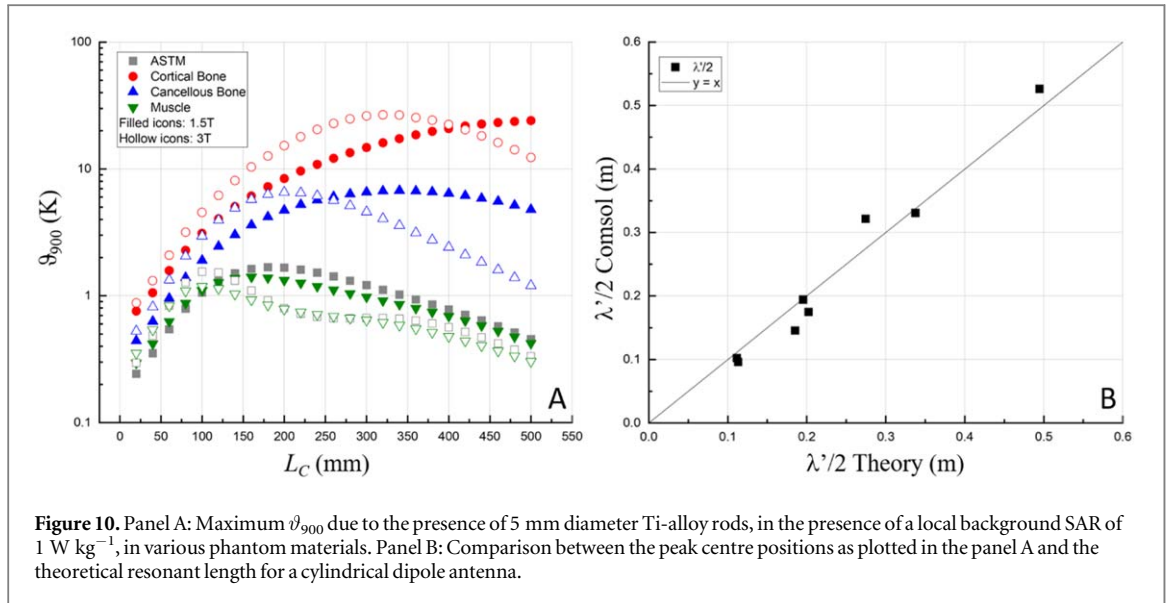 100
10
1
0.1
ϑ900 (K)
ASTM
Cortical Bone
Cancellous Bone
Muscle
Filled icons: 1.5T
Hollow icons: 3T
A
0 50 100 150 200 250 300 350 400 450 500 550
LC (mm)
0.6
0.5
0.4
0.3
0.2
0.1
0.0
λ'/2 Comsol (m)
λ'/2
y = x
B
0.0 0.1 0.2 0.3 0.4 0.5 0.6
λ'/2 Theory (m)
Figure 10. Panel A: Maximum ϑ900 due to the presence of 5 mm diameter Ti-alloy rods, in the presence of a local background SAR of
1 W kg−1, in various phantom materials. Panel B: Comparison between the peak centre positions as plotted in the panel A and the
theoretical resonant length for a cylindrical dipole antenna.